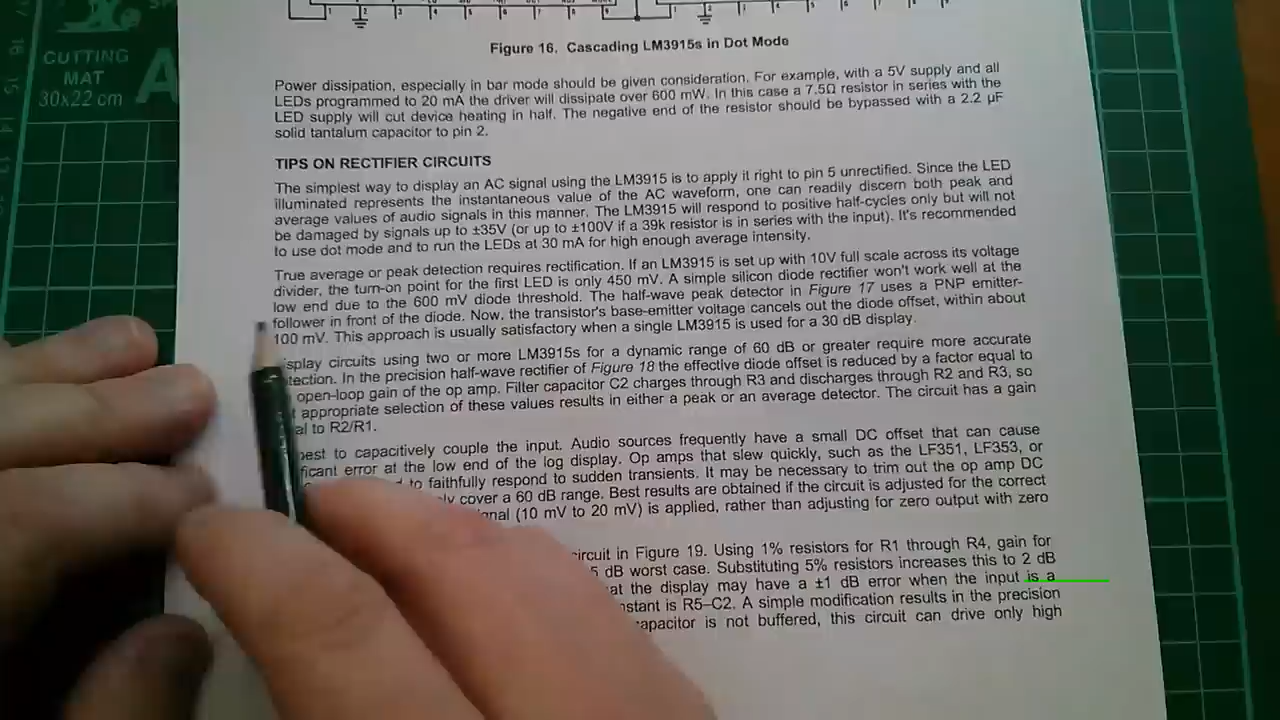 CUTTING
MAT
30x22 cm
A
Figure 16. Cascading LM3915s in Dot Mode
Power dissipation, especially in bar mode should be given consideration. For example, with a 5V supply and all
LEDs programmed to 20 mA the driver will dissipate over 600 mW. In this case a 7.5Ω resistor in series with the
LED supply will cut device heating in half. The negative end of the resistor should be bypassed with a 2.2 µF
solid tantalum capacitor to pin 2.
TIPS ON RECTIFIER CIRCUITS
The simplest way to display an AC signal using the LM3915 is to apply it right to pin 5 unrectified. Since the LED
illuminated represents the instantaneous value of the AC waveform, one can readily discern both peak and
average values of audio signals in this manner. The LM3915 will respond to positive half-cycles only but will not
be damaged by signals up to ±35V (or up to ±100V if a 39k resistor is in series with the input). It's recommended
to use dot mode and to run the LEDs at 30 mA for high enough average intensity.
True average or peak detection requires rectification. If an LM3915 is set up with 10V full scale across its voltage
divider, the turn-on point for the first LED is only 450 mV. A simple silicon diode rectifier won't work well at the
low end due to the 600 mV diode threshold. The half-wave peak detector in Figure 17 uses a PNP emitter-
follower in front of the diode. Now, the transistor's base-emitter voltage cancels out the diode offset, within about
100 mV. This approach is usually satisfactory when a single LM3915 is used for a 30 dB display.
isplay circuits using two or more LM3915s for a dynamic range of 60 dB or greater require more accurate
tection. In the precision half-wave rectifier of Figure 18 the effective diode offset is reduced by a factor equal to
open-loop gain of the op amp. Filter capacitor C2 charges through R3 and discharges through R2 and R3, so
t appropriate selection of these values results in either a peak or an average detector. The circuit has a gain
al to R2/R1.
best to capacitively couple the input. Audio sources frequently have a small DC offset that can cause
ficant error at the low end of the log display. Op amps that slew quickly, such as the LF351, LF353, or
to faithfully respond to sudden transients. It may be necessary to trim out the op amp DC
ly cover a 60 dB range. Best results are obtained if the circuit is adjusted for the correct
gnal (10 mV to 20 mV) is applied, rather than adjusting for zero output with zero
circuit in Figure 19. Using 1% resistors for R1 through R4, gain for
5 dB worst case. Substituting 5% resistors increases this to 2 dB
at the display may have a ±1 dB error when the input is a
nstant is R5–C2. A simple modification results in the precision
apacitor is not buffered, this circuit can drive only high